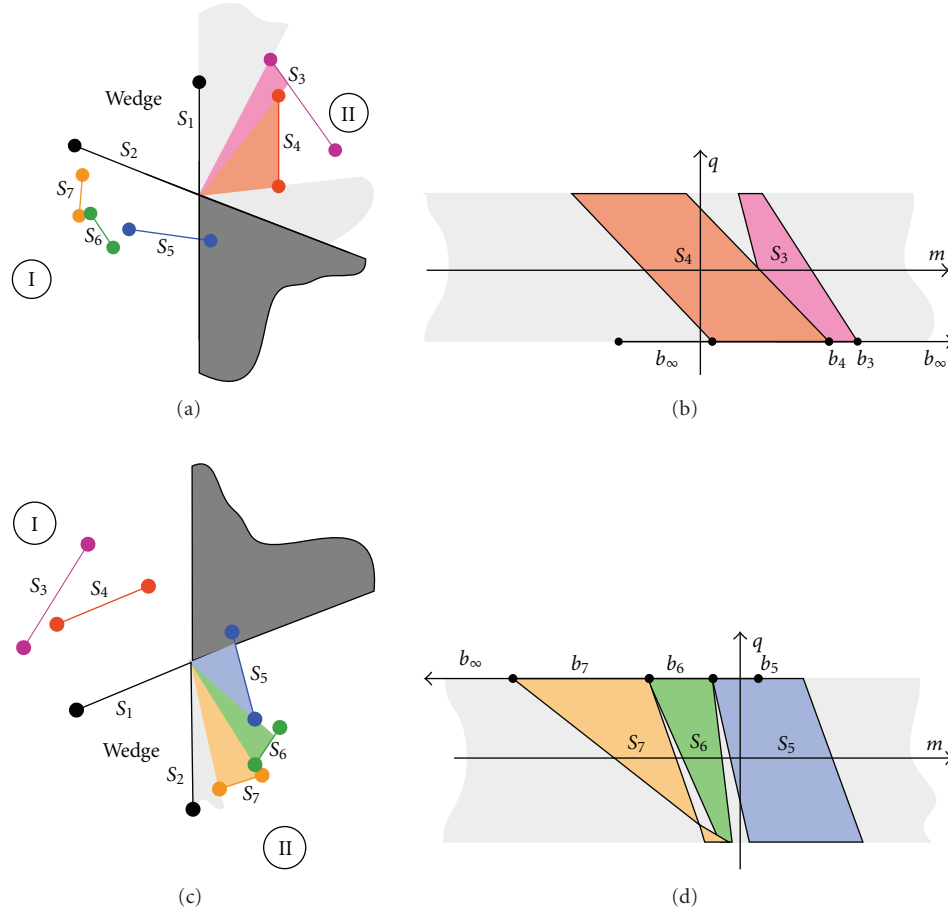 Wedge
S1
S2
S3
II
S4
S7
S6
S5
I
(a)
q
m
S4
S3
b∞
b4
b3
b∞
(b)
I
S3
S4
S1
Wedge
S2
S5
S6
S7
II
(c)
b∞
b7
b6
q
b5
m
S7
S6
S5
(d)